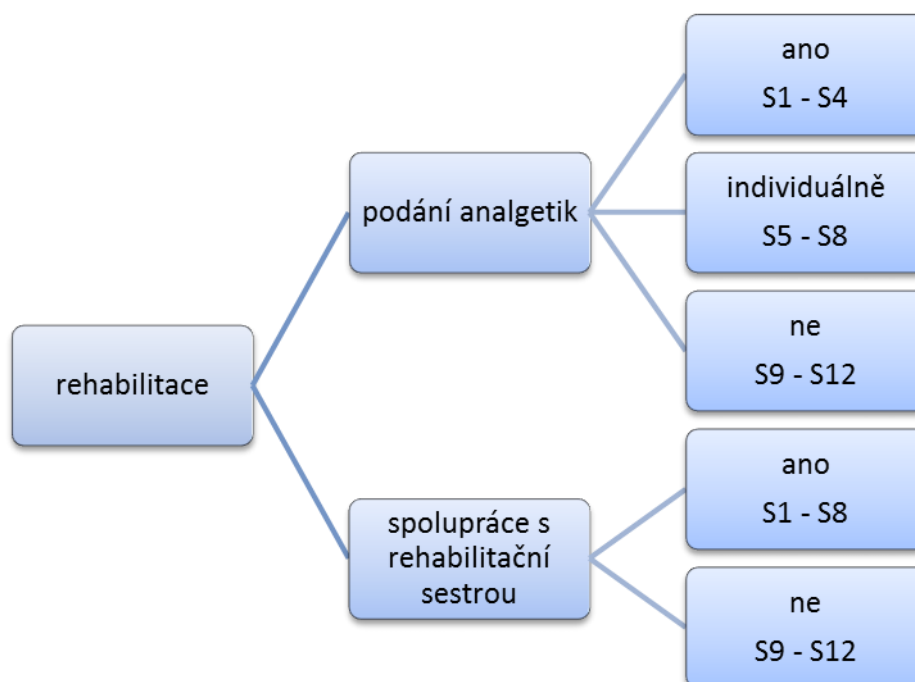 rehabilitace
podání analgetik
ano
S1 - S4
individuálně
S5 - S8
ne
S9 - S12
spolupráce s
rehabilitační
sestrou
ano
S1 - S8
ne
S9 - S12